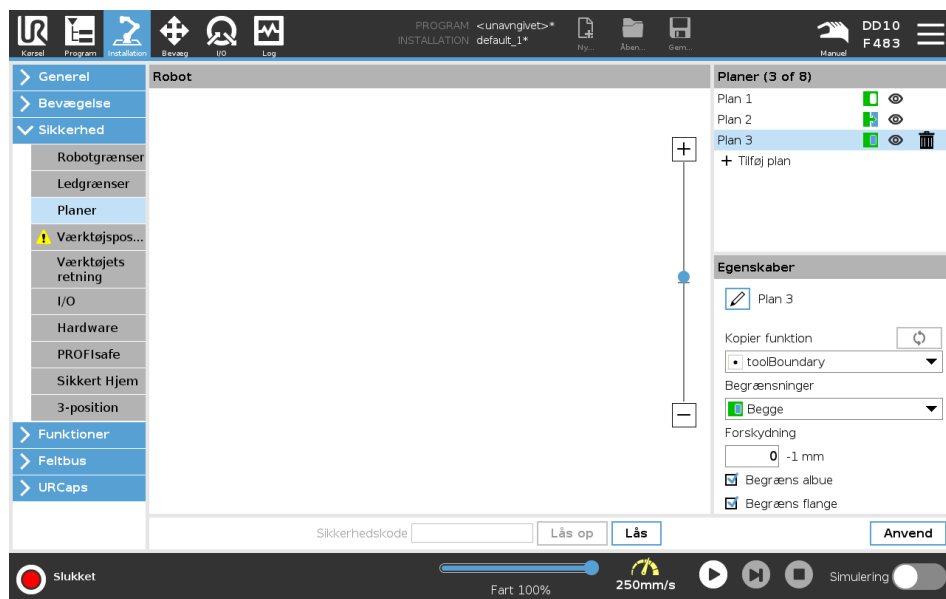 PROGRAM <unavngivet>*
INSTALLATION default_1*
Kørsel Program Installation Bevæg I/O Log
Ny... Åben... Gem...
Manuel
DD10
F483
Generel
Bevægelse
Sikkerhed
Robotgrænser
Ledgrænser
Planer
Værktøjspos...
Værktøjets
retning
I/O
Hardware
PROFIsafe
Sikkert Hjem
3-position
Funktioner
Feltbus
URCaps
Robot
Planer (3 of 8)
Plan 1
Plan 2
Plan 3
+ Tilføj plan
Egenskaber
Plan 3
Kopier funktion
toolBoundary
Begrænsninger
Begge
Forskydning
0 -1 mm
Begræns albue
Begræns flange
Sikkerhedskode Lås op Lås
Anvend
Slukket
Fart 100%
250mm/s
Simulering